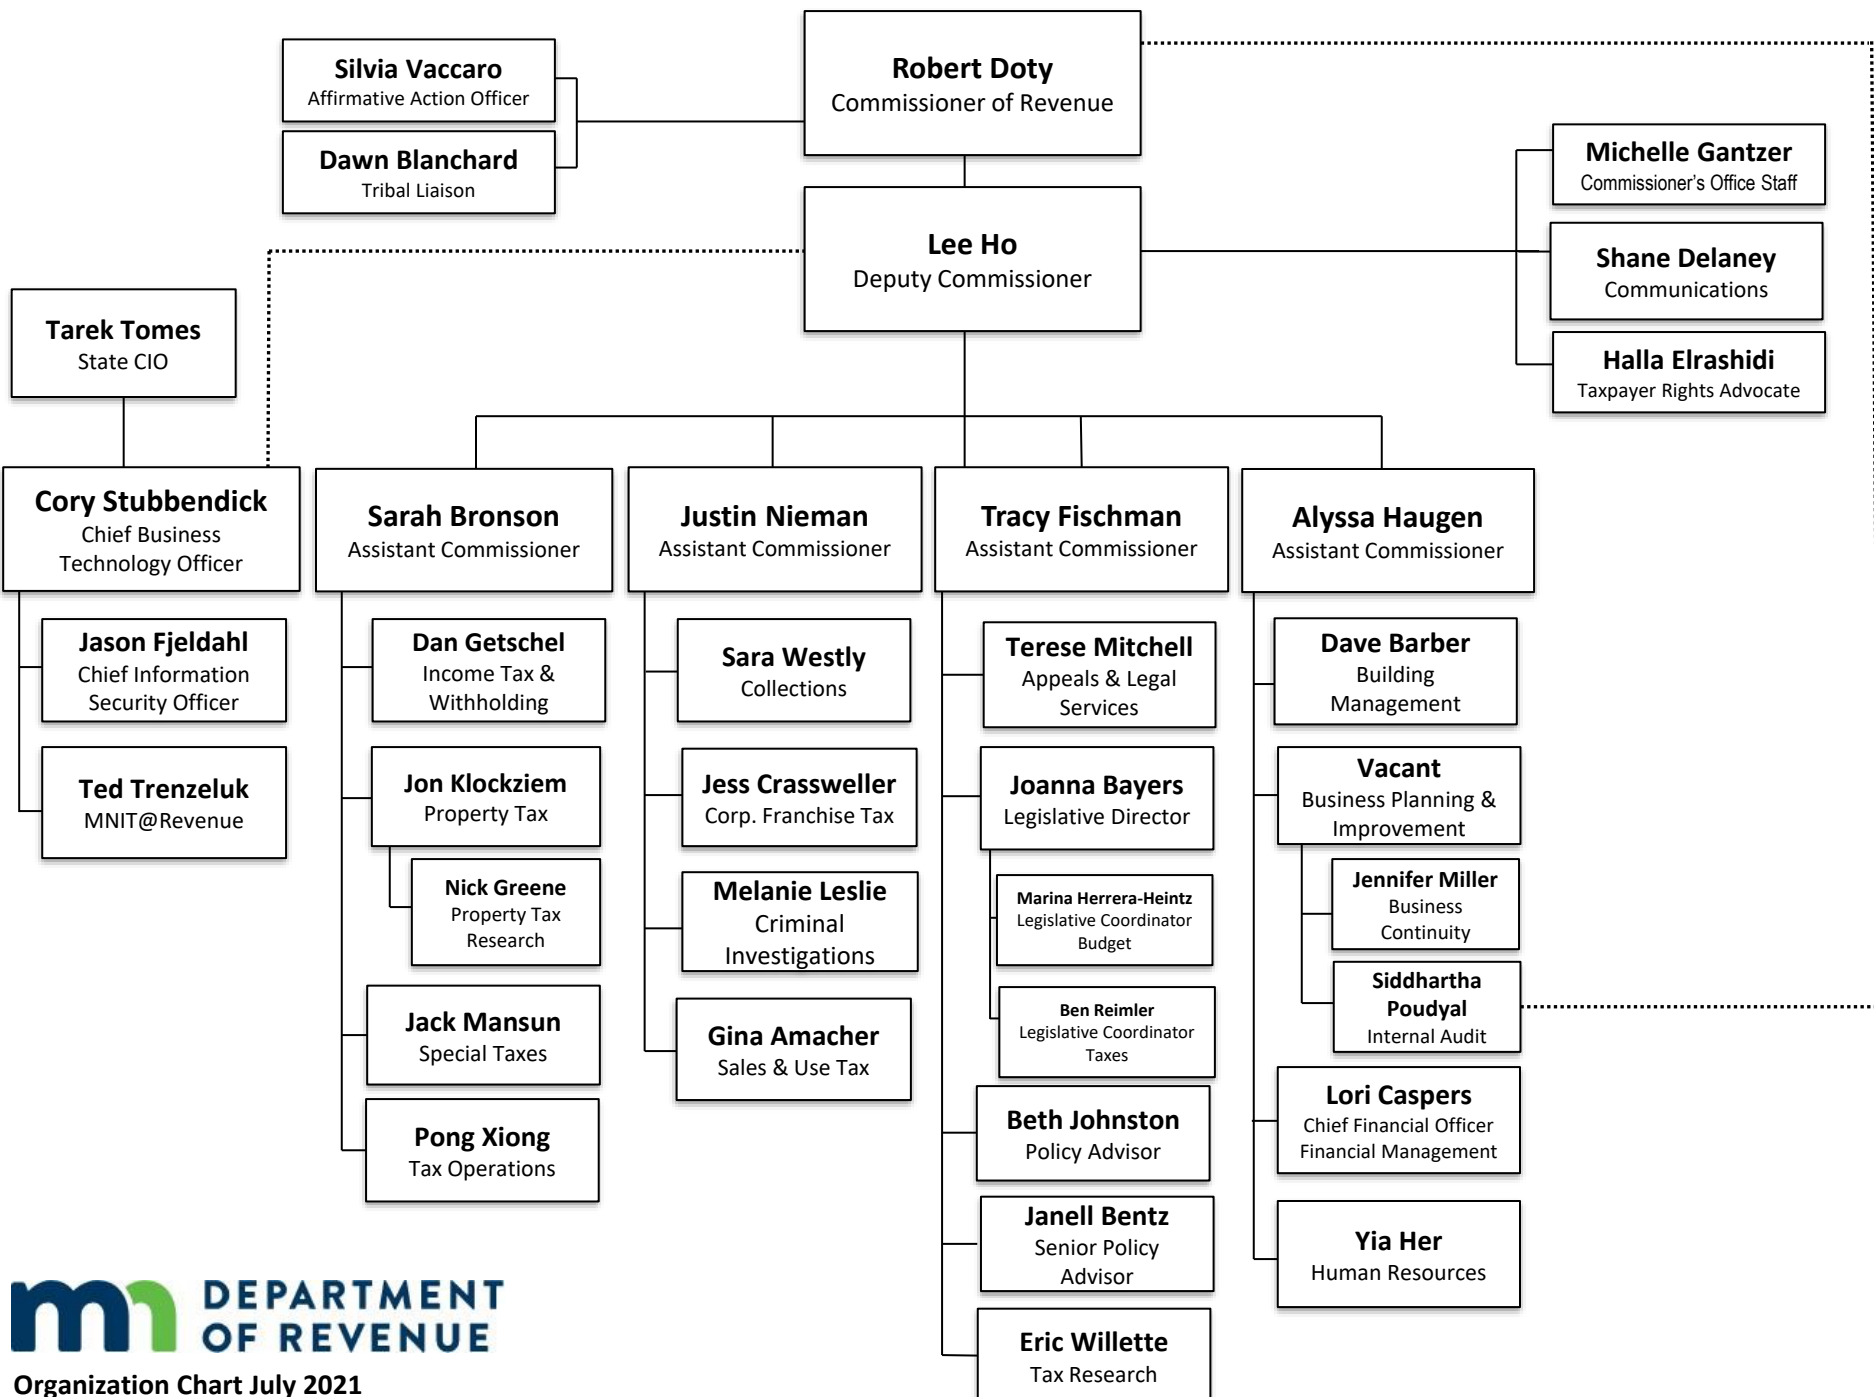 Robert Doty
Commissioner of Revenue
Silvia Vaccaro
Affirmative Action Officer
Dawn Blanchard
Tribal Liaison
Lee Ho
Deputy Commissioner
Michelle Gantzer
Commissioner's Office Staff
Shane Delaney
Communications
Halla Elrashidi
Taxpayer Rights Advocate
Tarek Tomes
State CIO
Cory Stubbendick
Chief Business
Technology Officer
Jason Fjeldahl
Chief Information
Security Officer
Ted Trenzeluk
MNIT@Revenue
Sarah Bronson
Assistant Commissioner
Dan Getschel
Income Tax &
Withholding
Jon Klockziem
Property Tax
Nick Greene
Property Tax
Research
Jack Mansun
Special Taxes
Pong Xiong
Tax Operations
Justin Nieman
Assistant Commissioner
Sara Westly
Collections
Jess Crassweller
Corp. Franchise Tax
Melanie Leslie
Criminal
Investigations
Gina Amacher
Sales & Use Tax
Tracy Fischman
Assistant Commissioner
Terese Mitchell
Appeals & Legal
Services
Joanna Bayers
Legislative Director
Marina Herrera-Heintz
Legislative Coordinator
Budget
Ben Reimler
Legislative Coordinator
Taxes
Beth Johnston
Policy Advisor
Janell Bentz
Senior Policy
Advisor
Eric Willette
Tax Research
Alyssa Haugen
Assistant Commissioner
Dave Barber
Building
Management
Vacant
Business Planning &
Improvement
Jennifer Miller
Business
Continuity
Siddhartha
Poudyal
Internal Audit
Lori Caspers
Chief Financial Officer
Financial Management
Yia Her
Human Resources
mn DEPARTMENT
OF REVENUE
Organization Chart July 2021